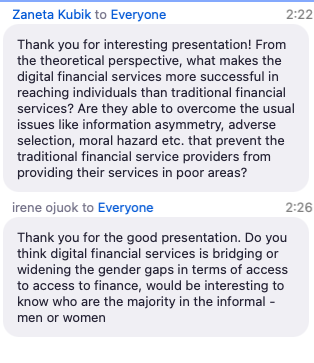 Zaneta Kubik to Everyone 2:22
Thank you for interesting presentation! From
the theoretical perspective, what makes the
digital financial services more successful in
reaching individuals than traditional financial
services? Are they able to overcome the usual
issues like information asymmetry, adverse
selection, moral hazard etc. that prevent the
traditional financial service providers from
providing their services in poor areas?
irene ojuok to Everyone 2:26
Thank you for the good presentation. Do you
think digital financial services is bridging or
widening the gender gaps in terms of access
to access to finance, would be interesting to
know who are the majority in the informal -
men or women